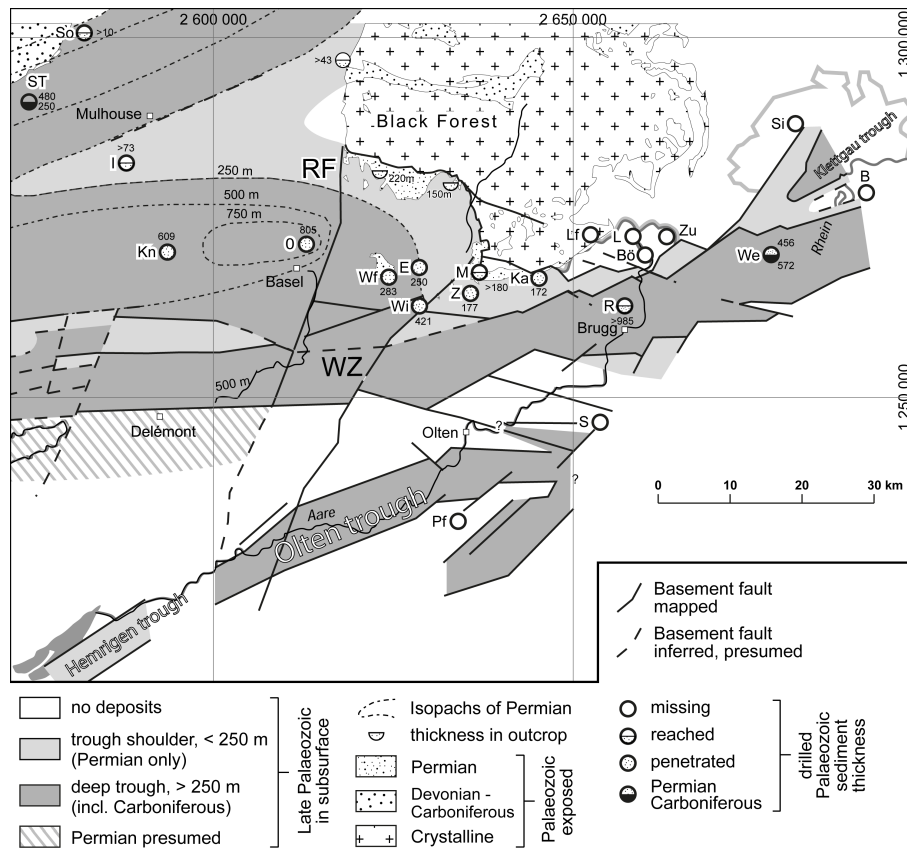 2 600 000
2 650 000
1 300 000
So
>10
>43
ST
480
250
Mulhouse
Black Forest
Si
Klettgau trough
>73
I
RF
220m
150m
B
250 m
500 m
750 m
609
Kn
805
O
Basel
Lf
L
Zu
Bö
Rhein
We
456
572
Wf
283
E
250
M
>180
Ka
172
Z
177
Wi
421
R
>985
Brugg
WZ
500 m
1 250 000
Delémont
Olten
?
S
?
0 10 20 30 km
Aare
Olten trough
Pf
Hemrigen trough
Basement fault
mapped
Basement fault
inferred, presumed
no deposits
trough shoulder, < 250 m
(Permian only)
deep trough, > 250 m
(incl. Carboniferous)
Permian presumed
Late Palaeozoic
in subsurface
Isopachs of Permian
thickness in outcrop
Permian
Devonian -
Carboniferous
Crystalline
Palaeozoic
exposed
missing
reached
penetrated
Permian
Carboniferous
drilled
Palaeozoic
sediment
thickness